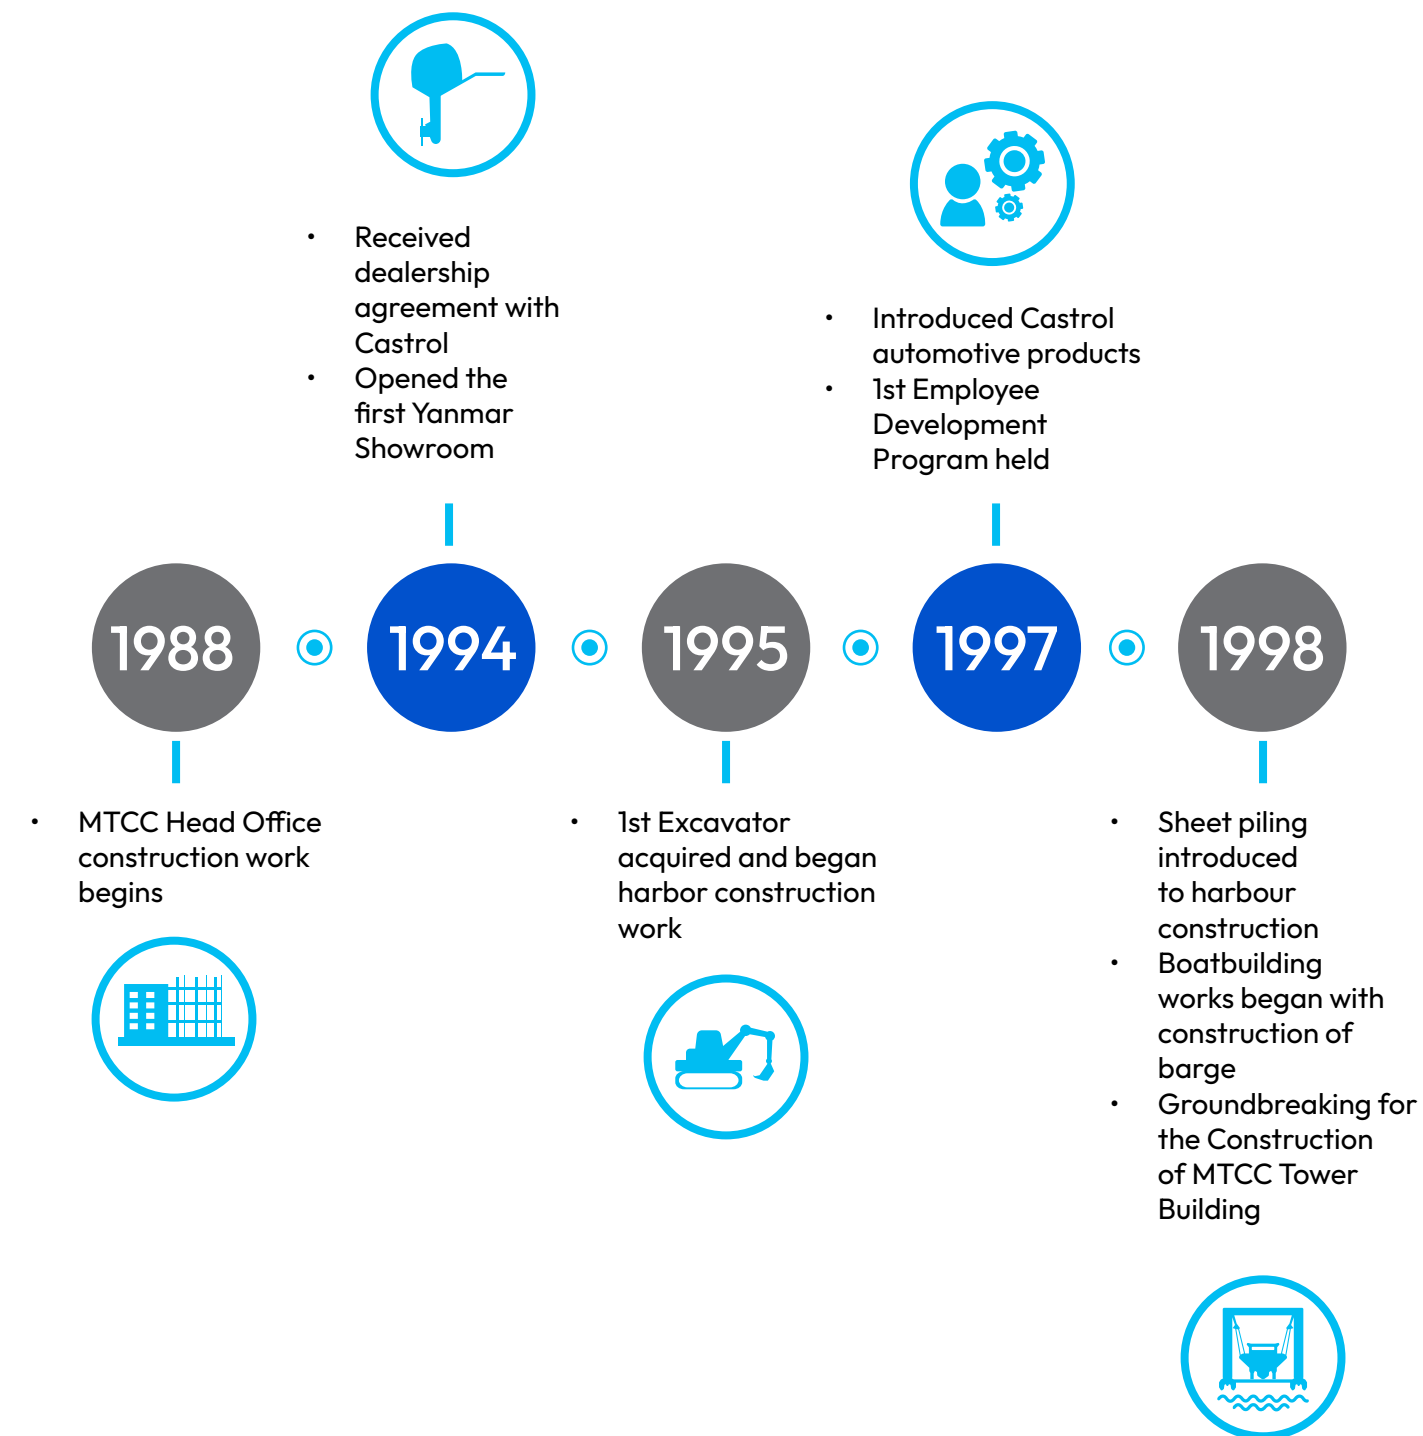 • Received
dealership
agreement with
Castrol
• Opened the
first Yanmar
Showroom
• Introduced Castrol
automotive products
• 1st Employee
Development
Program held
1988
1994
1995
1997
1998
• MTCC Head Office
construction work
begins
• 1st Excavator
acquired and began
harbor construction
work
• Sheet piling
introduced
to harbour
construction
• Boatbuilding
works began with
construction of
barge
• Groundbreaking for
the Construction
of MTCC Tower
Building